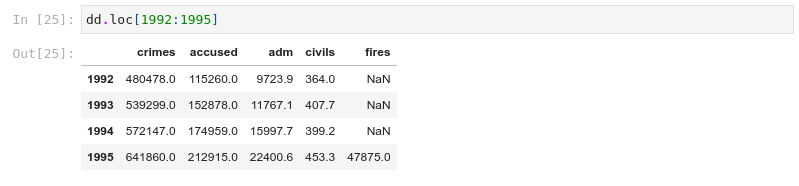 In [25]: dd.loc[1992:1995]
Out[25]:
crimes accused adm civils fires
1992 480478.0 115260.0 9723.9 364.0 NaN
1993 539299.0 152878.0 11767.1 407.7 NaN
1994 572147.0 174959.0 15997.7 399.2 NaN
1995 641860.0 212915.0 22400.6 453.3 47875.0